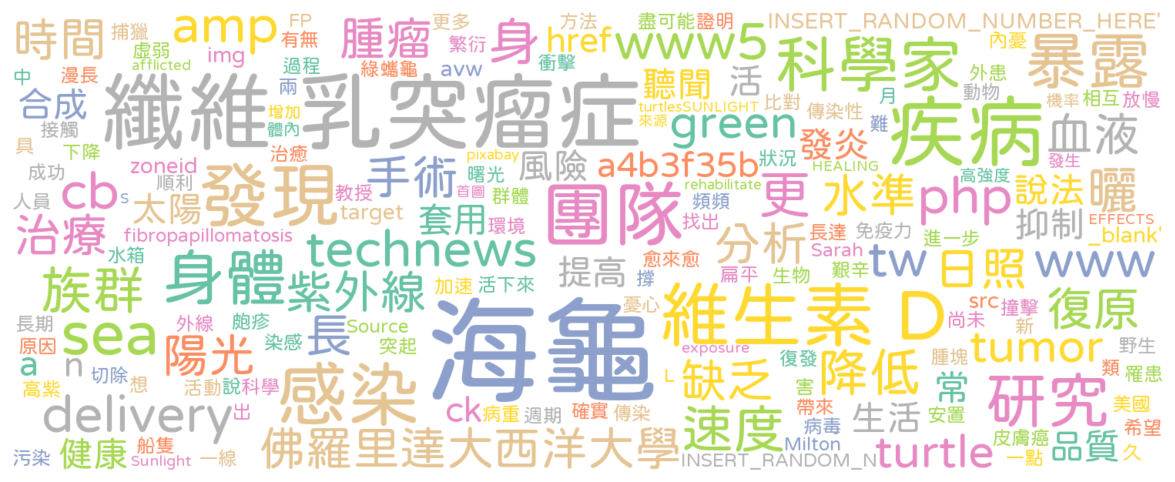 時間 捕獵 amp FP 有無 腫瘤 更多 繁衍 身 方法 href 衝擊 盡可能 證明 www5 INSERT_RANDOM_NUMBER_HERE'
虛弱 afflicted img 過程 綠蠵龜 avw 聽聞 活 科學家 內憂 外患 暴露
中 漫長 兩 纖維乳突瘤症 turtlesSUNLIGHT 比對 傳染性 動物 機率 相互 放慢
合成 接觸 增加 體內 來源 green 月 疾病 血液
具 下降 治癒 pixabay 風險 a4b3f35b 狀況 發炎 難 發生
成功 zoneid 順利 發現 手術 曙光 HEALING 高強度
人員 cb s 太陽 教授 首圖 群體 團隊 rehabilitate 頻頻 更 水準 php 說法 曬
治療 target 套用 環境 找出 分析 長達 免疫力 抑制 EFFECTS _blank'
水箱 fibropapillomatosis technews 愈來愈 Sarah 進一步
族群 身體 紫外線 提高 撐 扁平 生物 艱辛 tw 日照 www
加速 活下來 憂心 維生素 D src 撞擊 復原
長期 sea 外線 皰疹 Source 海龜 尚未 新
原因 陽光 染感 長 突起 exposure 復發 tumor 野生
a n 切除 想 L 缺乏 降低 腫塊 類 罹患
高紫 活動 說 科學 感染 害 常 研究 美國
delivery 出 ck 病重 週期 確實 傳染 速度 帶來 生活 安置 希望
污染 健康 船隻 佛羅里達大西洋大學 病毒 皮膚癌 品質
Sunlight 一線 INSERT_RANDOM_N Milton turtle 一點 久